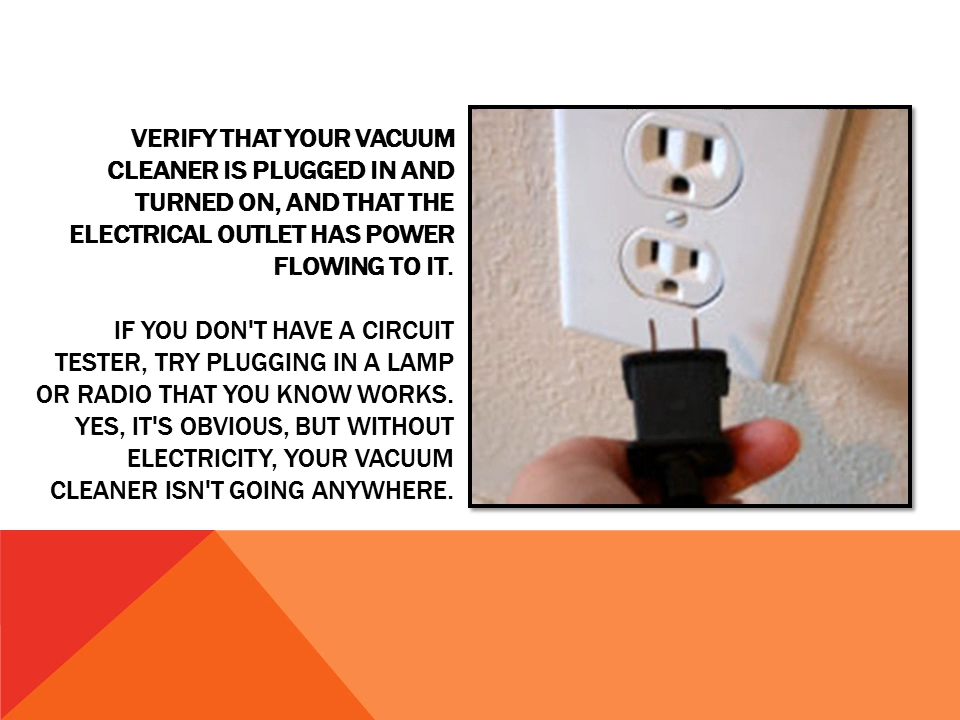 VERIFY THAT YOUR VACUUM
CLEANER IS PLUGGED IN AND
TURNED ON, AND THAT THE
ELECTRICAL OUTLET HAS POWER
FLOWING TO IT.
IF YOU DON'T HAVE A CIRCUIT
TESTER, TRY PLUGGING IN A LAMP
OR RADIO THAT YOU KNOW WORKS.
YES, IT'S OBVIOUS, BUT WITHOUT
ELECTRICITY, YOUR VACUUM
CLEANER ISN'T GOING ANYWHERE.